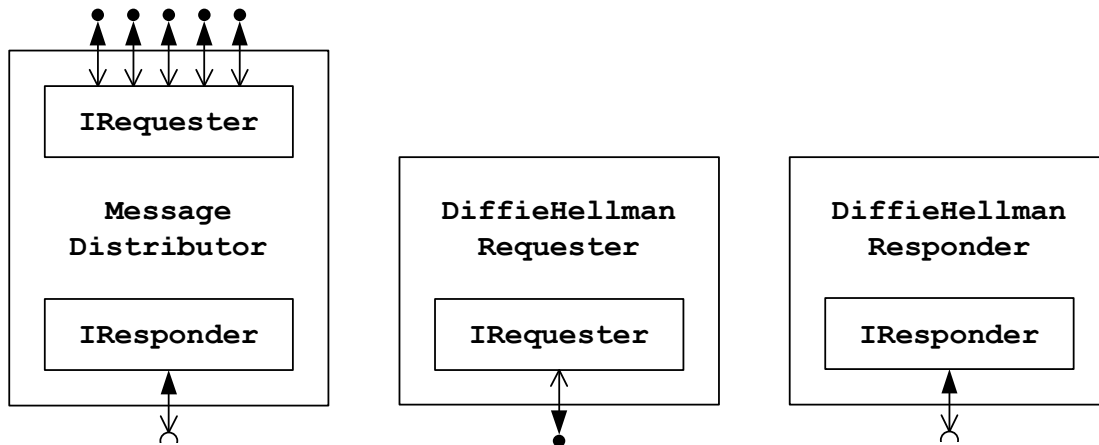 IRequester
Message
Distributor
IResponder
DiffieHellman
Requester
IRequester
DiffieHellman
Responder
IResponder